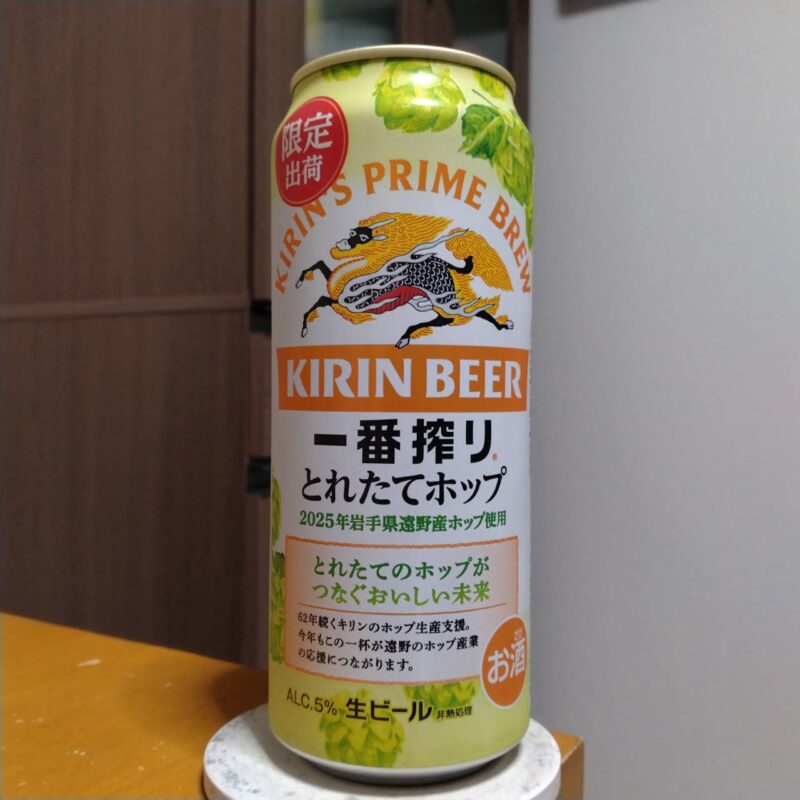 限定
出荷
KIRIN'S PRIME BREW
KIRIN BEER
一番搾り®
とれたてホップ
2025年岩手県遠野産ホップ使用
とれたてのホップが
つなぐおいしい未来
62年続くキリンのホップ生産支援。
今年もこの一杯が遠野のホップ産業
の応援につながります。
お酒
ALC.5% 生ビール 非熱処理